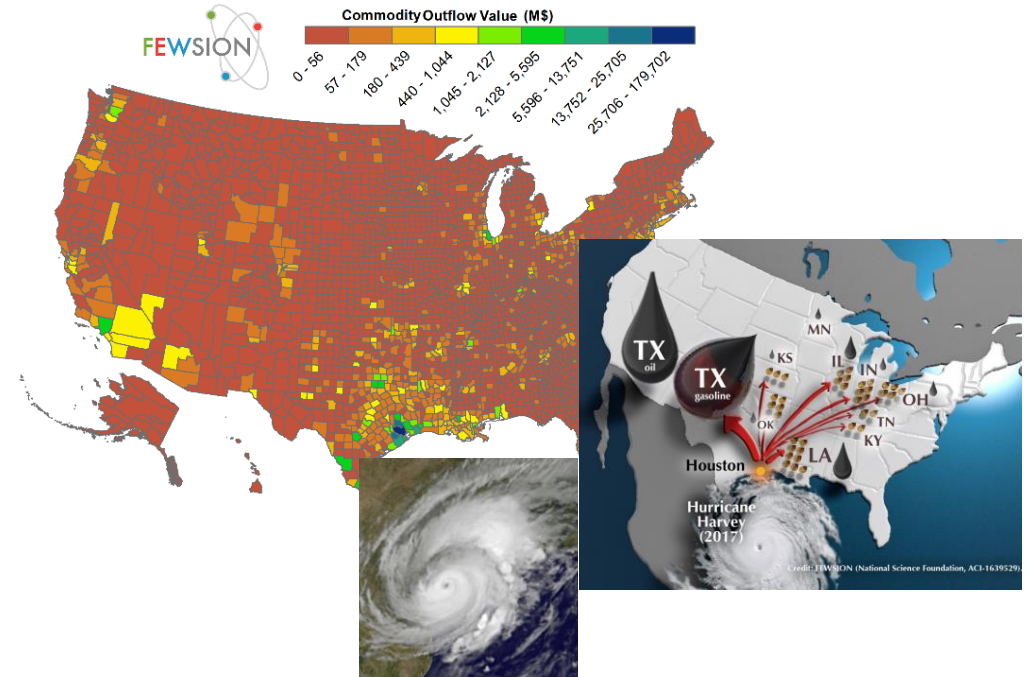 Commodity Outflow Value (M$)
FEWSION
0 - 56
57 - 179
180 - 439
440 - 1,044
1,045 - 2,127
2,128 - 5,595
5,596 - 13,751
13,752 - 25,705
25,706 - 179,702
TX
oil
TX
gasoline
MN
KS
IL
IN
OH
OK
TN
KY
LA
Houston
Hurricane
Harvey
(2017)
Credit: FEWSION (National Science Foundation, ACI-1639529).